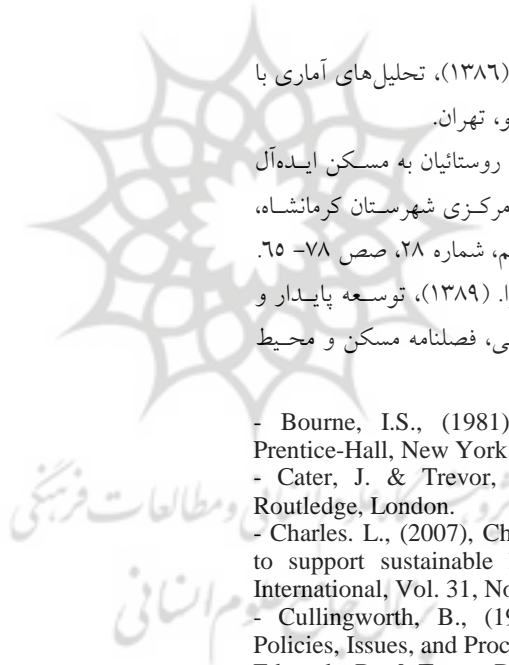 (۱۳۸٦)، تحلیل‌های آماری با
و، تهران.
روستائیان به مسکن ایده‌آل
مرکزی شهرستان کرمانشاه،
م، شماره ۲۸، صص ۷۸- ٦٥.
را. (۱۳۸۹)، توسعه پایدار و
ی، فصلنامه مسکن و محیط
- Bourne, I.S., (1981)
Prentice-Hall, New York
- Cater, J. & Trevor,
Routledge, London.
- Charles. L., (2007), Ch
to support sustainable
International, Vol. 31, No
- Cullingworth, B., (19
Policies, Issues, and Proc